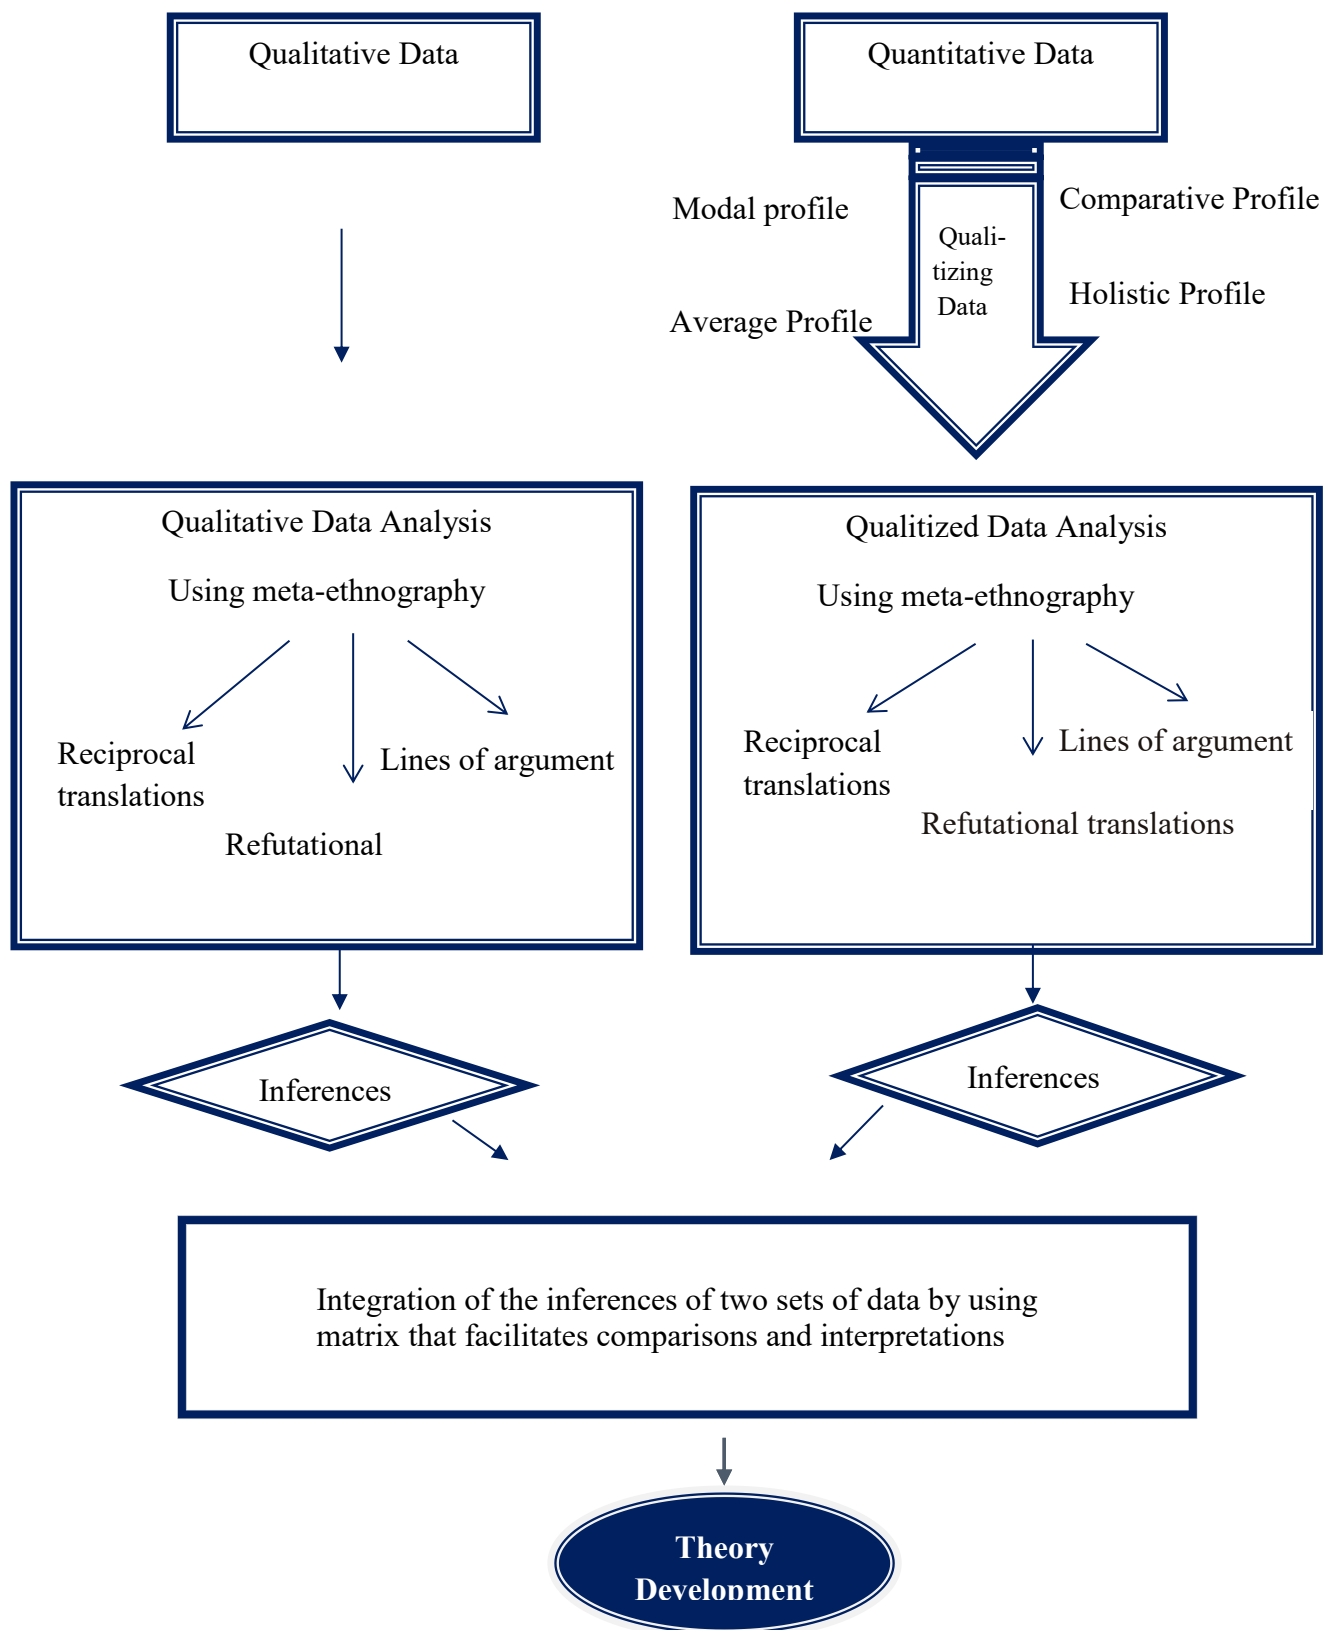 Qualitative Data
Quantitative Data
Modal profile
Comparative Profile
Quali-
tizing
Data
Holistic Profile
Average Profile
Qualitative Data Analysis
Using meta-ethnography
Reciprocal
translations
Lines of argument
Refutational
Qualitized Data Analysis
Using meta-ethnography
Reciprocal
translations
Lines of argument
Refutational translations
Inferences
Inferences
Integration of the inferences of two sets of data by using
matrix that facilitates comparisons and interpretations
Theory
Development